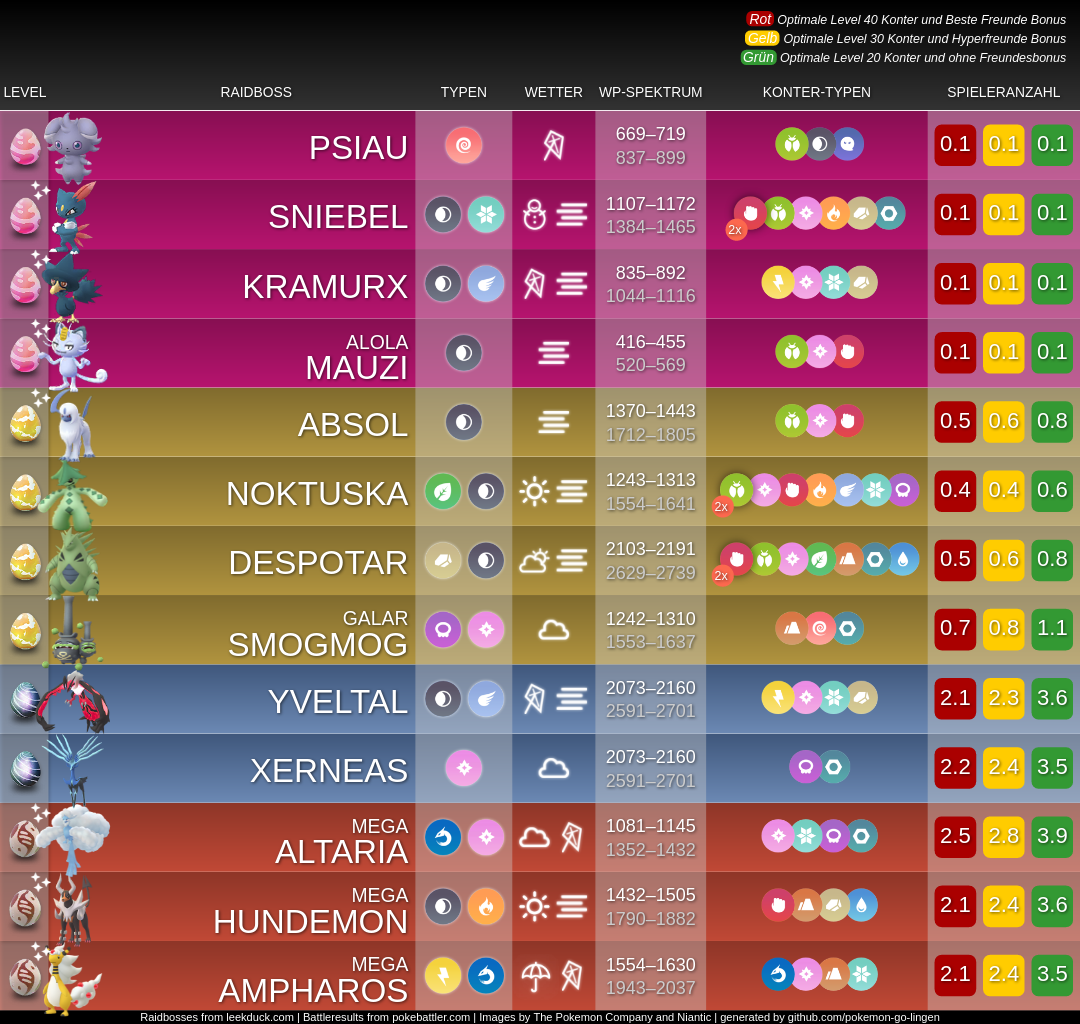 Rot Optimale Level 40 Konter und Beste Freunde Bonus
Gelb Optimale Level 30 Konter und Hyperfreunde Bonus
Grün Optimale Level 20 Konter und ohne Freundesbonus
LEVEL RAIDBOSS TYPEN WETTER WP-SPEKTRUM KONTER-TYPEN SPIELERANZAHL
PSIAU 669–719 0.1 0.1 0.1
837–899
SNIEBEL 1107–1172 0.1 0.1 0.1
1384–1465 2x
KRAMURX 835–892 0.1 0.1 0.1
1044–1116
ALOLA 416–455 0.1 0.1 0.1
MAUZI 520–569
ABSOL 1370–1443 0.5 0.6 0.8
1712–1805
NOKTUSKA 1243–1313 0.4 0.4 0.6
1554–1641 2x
DESPOTAR 2103–2191 0.5 0.6 0.8
2629–2739 2x
GALAR 1242–1310 0.7 0.8 1.1
SMOGMOG 1553–1637
YVELTAL 2073–2160 2.1 2.3 3.6
2591–2701
XERNEAS 2073–2160 2.2 2.4 3.5
2591–2701
MEGA 1081–1145 2.5 2.8 3.9
ALTARIA 1352–1432
MEGA 1432–1505 2.1 2.4 3.6
HUNDEMON 1790–1882
MEGA 1554–1630 2.1 2.4 3.5
AMPHAROS 1943–2037
Raidbosses from leekduck.com | Battleresults from pokebattler.com | Images by The Pokemon Company and Niantic | generated by github.com/pokemon-go-lingen